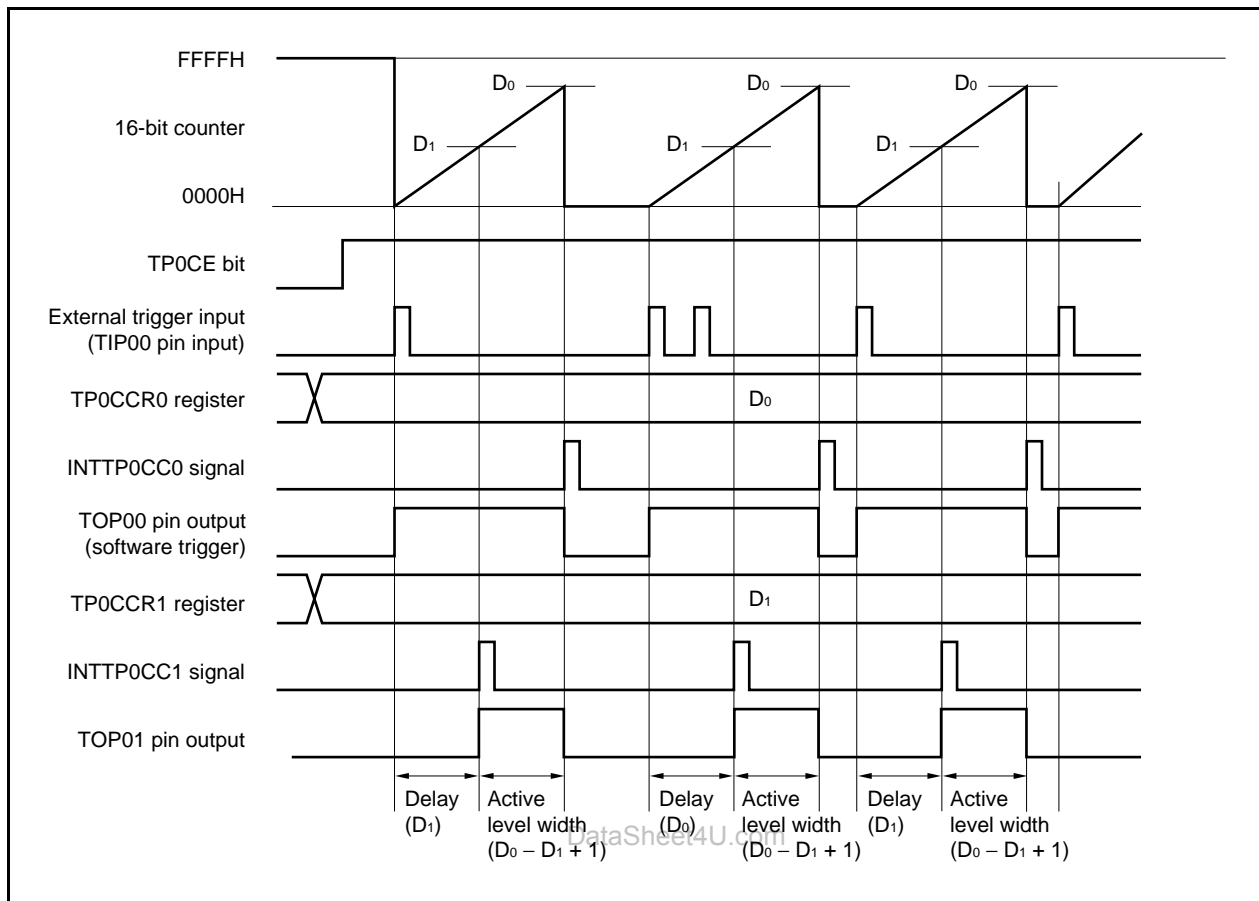 FFFFH
D0
D0
D0
16-bit counter
D1
D1
D1
0000H
TP0CE bit
External trigger input
(TIP00 pin input)
TP0CCR0 register
D0
INTTP0CC0 signal
TOP00 pin output
(software trigger)
TP0CCR1 register
D1
INTTP0CC1 signal
TOP01 pin output
Delay
(D1)
Active
level width
(D0 − D1 + 1)
Delay
(D0)
Active
level width
(D0 − D1 + 1)
Delay
(D1)
Active
level width
(D0 − D1 + 1)
DataSheet4U.com